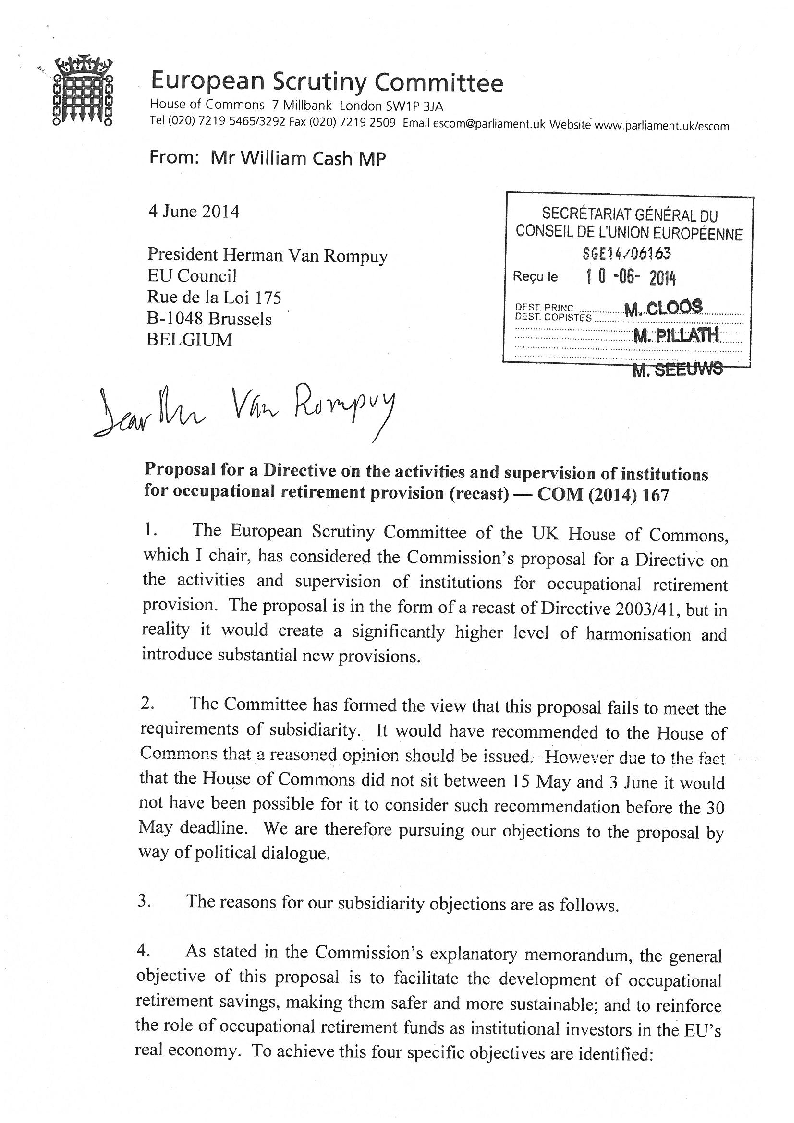 European Scrutiny Committee
House of Commons 7 Millbank London SW1P 3JA
Tel (020) 7219 5465/3292 Fax (020) 7219 2509 Email escom@parliament.uk Website www.parliament.uk/escom
From: Mr William Cash MP
4 June 2014
President Herman Van Rompuy
EU Council
Rue de la Loi 175
B-1048 Brussels
BELGIUM
SECRÉTARIAT GÉNÉRAL DU
CONSEIL DE L'UNION EUROPÉENNE
SGE14/06163
Reçu le 10-06-2014
DEST. PRINC. M. CLOOS
DEST. COPISTES
M. PILLATH
M. SEEUWS
Dear Mr Van Rompuy
Proposal for a Directive on the activities and supervision of institutions
for occupational retirement provision (recast) — COM (2014) 167
1. The European Scrutiny Committee of the UK House of Commons,
which I chair, has considered the Commission's proposal for a Directive on
the activities and supervision of institutions for occupational retirement
provision. The proposal is in the form of a recast of Directive 2003/41, but in
reality it would create a significantly higher level of harmonisation and
introduce substantial new provisions.
2. The Committee has formed the view that this proposal fails to meet the
requirements of subsidiarity. It would have recommended to the House of
Commons that a reasoned opinion should be issued. However due to the fact
that the House of Commons did not sit between 15 May and 3 June it would
not have been possible for it to consider such recommendation before the 30
May deadline. We are therefore pursuing our objections to the proposal by
way of political dialogue.
3. The reasons for our subsidiarity objections are as follows.
4. As stated in the Commission's explanatory memorandum, the general
objective of this proposal is to facilitate the development of occupational
retirement savings, making them safer and more sustainable; and to reinforce
the role of occupational retirement funds as institutional investors in the EU's
real economy. To achieve this four specific objectives are identified: